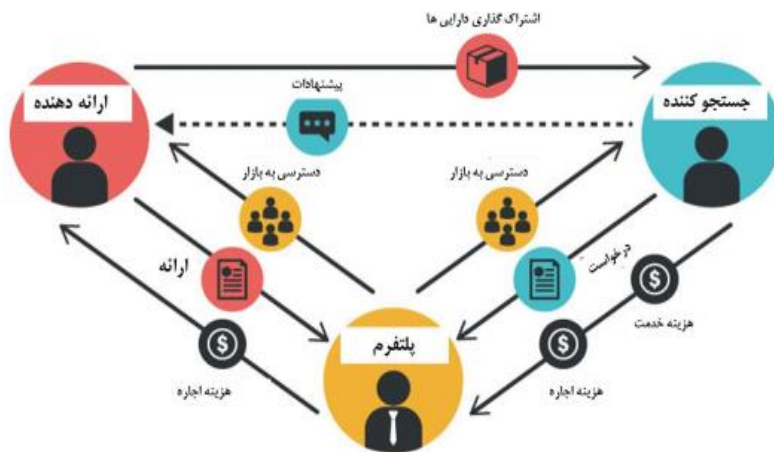 اشتراک گذاری دارایی ها
پیشنهادات
ارائه دهنده
جستجو کننده
دسترسی به بازار
دسترسی به بازار
ارائه
درخواست
پلتفرم
هزینه خدمت
هزینه اجاره
هزینه اجاره